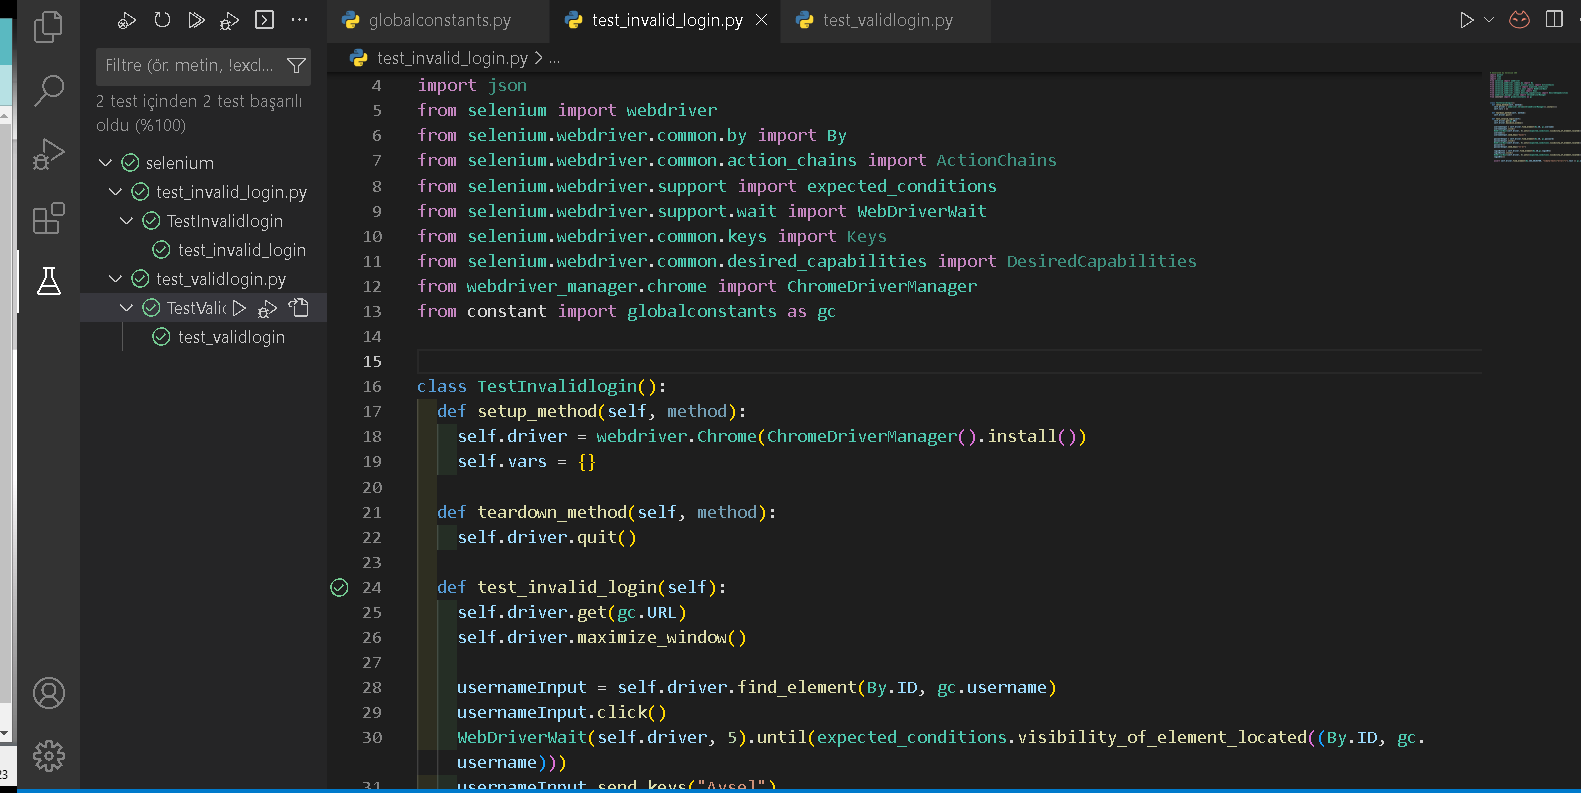 globalconstants.py
test_invalid_login.py
test_validlogin.py
Filtre (ör. metin, !excl...
2 test içinden 2 test başarılı
oldu (%100)
selenium
test_invalid_login.py
TestInvalidlogin
test_invalid_login
test_validlogin.py
TestValic
test_validlogin
23
test_invalid_login.py > ...
4 import json
5 from selenium import webdriver
6 from selenium.webdriver.common.by import By
7 from selenium.webdriver.common.action_chains import ActionChains
8 from selenium.webdriver.support import expected_conditions
9 from selenium.webdriver.support.wait import WebDriverWait
10 from selenium.webdriver.common.keys import Keys
11 from selenium.webdriver.common.desired_capabilities import DesiredCapabilities
12 from webdriver_manager.chrome import ChromeDriverManager
13 from constant import globalconstants as gc
14
15
16 class TestInvalidlogin():
17 def setup_method(self, method):
18 self.driver = webdriver.Chrome(ChromeDriverManager().install())
19 self.vars = {}
20
21 def teardown_method(self, method):
22 self.driver.quit()
23
24 def test_invalid_login(self):
25 self.driver.get(gc.URL)
26 self.driver.maximize_window()
27
28 usernameInput = self.driver.find_element(By.ID, gc.username)
29 usernameInput.click()
30 WebDriverWait(self.driver, 5).until(expected_conditions.visibility_of_element_located((By.ID, gc.
username)))
31 usernameInput.send_keys("Aysel")